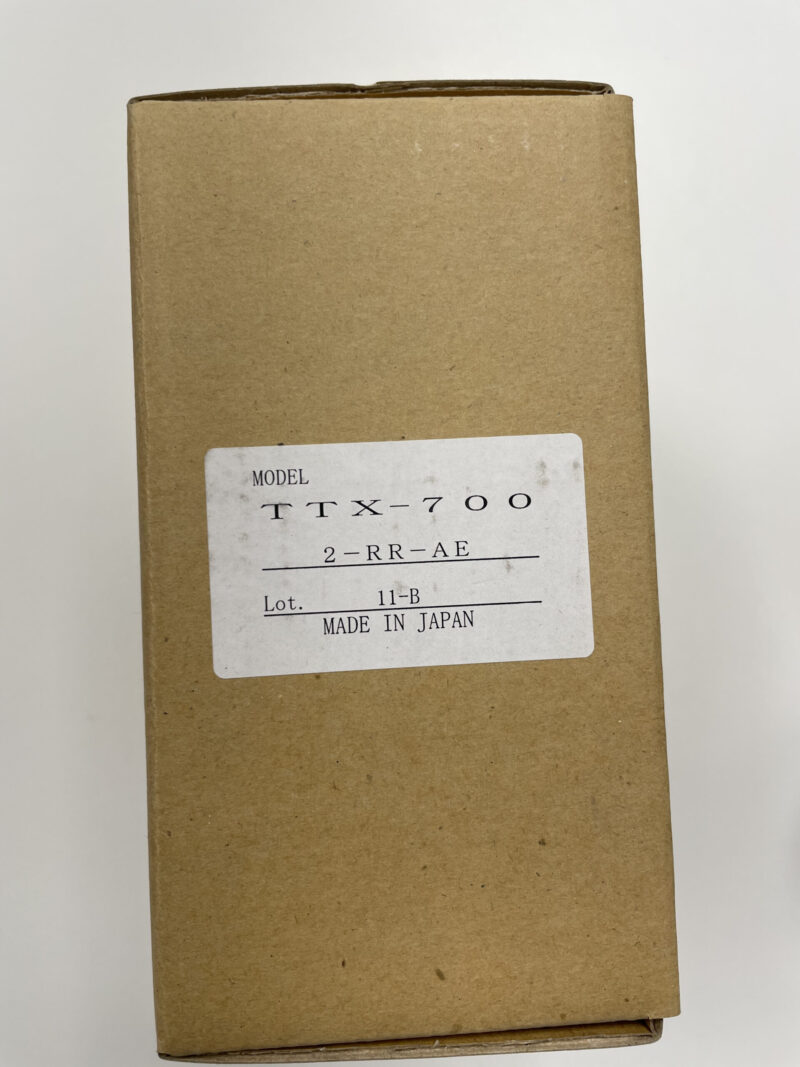 MODEL
TTX-700
2-RR-AE
Lot. 11-B
MADE IN JAPAN